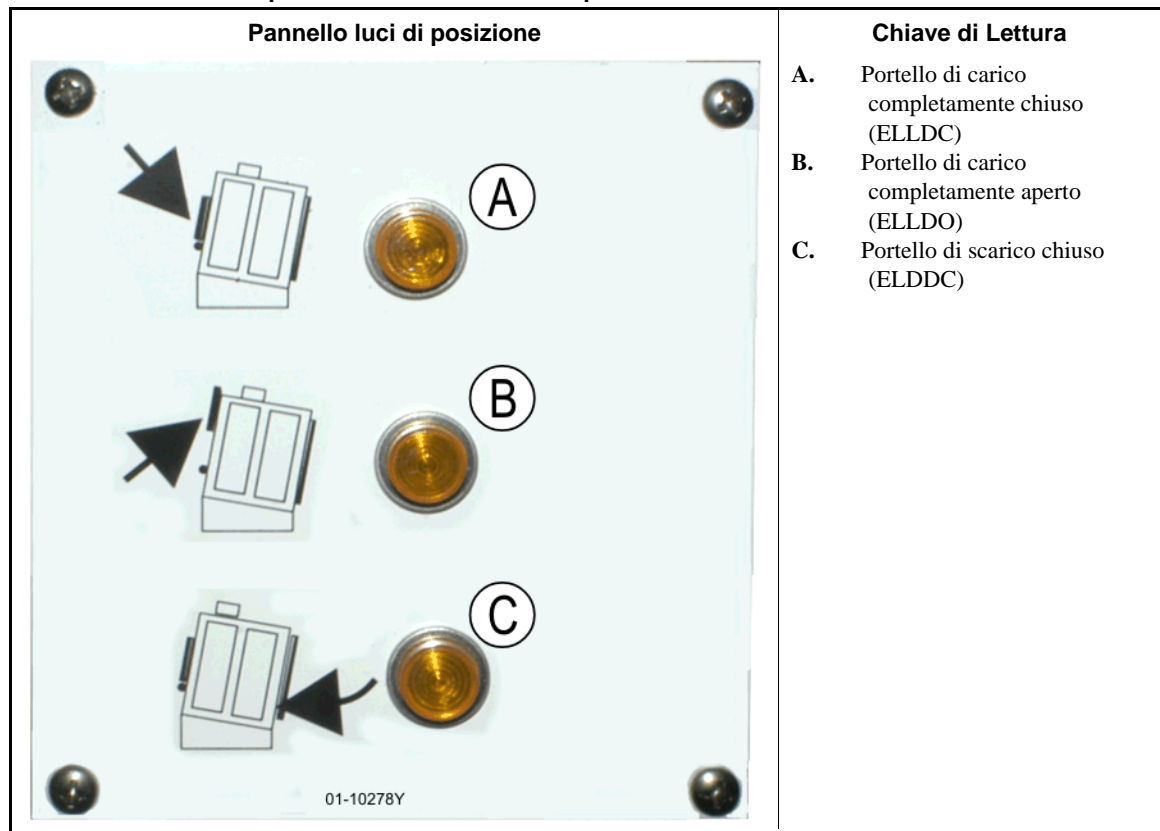 Pannello luci di posizione
Chiave di Lettura
A. Portello di carico
completamente chiuso
(ELLDC)
B. Portello di carico
completamente aperto
(ELLDO)
C. Portello di scarico chiuso
(ELDDC)
A
B
C
01-10278Y